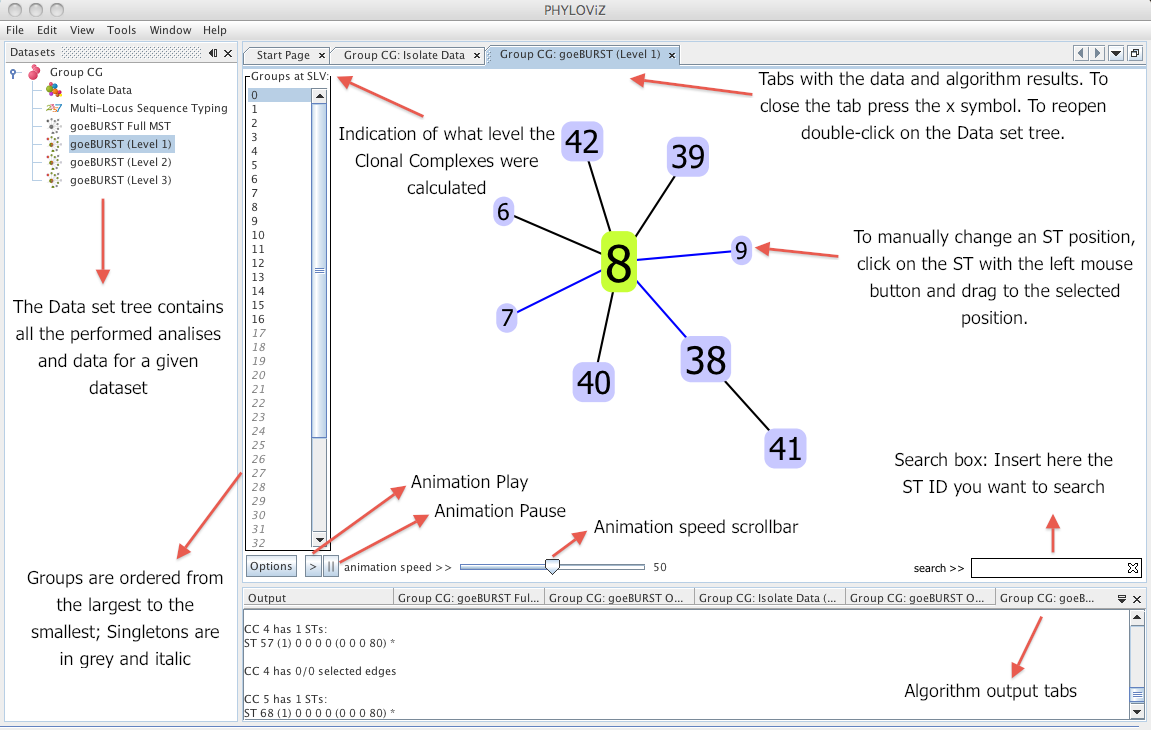 PHYLOViZ
File Edit View Tools Window Help
Datasets
Group CG
Isolate Data
Multi-Locus Sequence Typing
goeBURST Full MST
goeBURST (Level 1)
goeBURST (Level 2)
goeBURST (Level 3)
The Data set tree contains
all the performed analises
and data for a given
dataset
Groups are ordered from
the largest to the
smallest; Singletons are
in grey and italic
Start Page x Group CG: Isolate Data x Group CG: goeBURST (Level 1) x
Groups at SLV:
0
1
2
3
4
5
6
7
8
9
10
11
12
13
14
15
16
17
18
19
20
21
22
23
24
25
26
27
28
29
30
31
32
Indication of what level the
Clonal Complexes were
calculated
Tabs with the data and algorithm results. To
close the tab press the x symbol. To reopen
double-click on the Data set tree.
42
39
6
9
8
7
38
40
41
To manually change an ST position,
click on the ST with the left mouse
button and drag to the selected
position.
Search box: Insert here the
ST ID you want to search
Animation Play
Animation Pause
Animation speed scrollbar
Options > || animation speed >> 50
search >>
Output Group CG: goeBURST Ful... Group CG: goeBURST O... Group CG: Isolate Data (... Group CG: goeBURST O... Group CG: goeB...
CC 4 has 1 STs:
ST 57 (1) 0 0 0 0 (0 0 0 80) *
CC 4 has 0/0 selected edges
CC 5 has 1 STs:
ST 68 (1) 0 0 0 0 (0 0 0 80) *
Algorithm output tabs